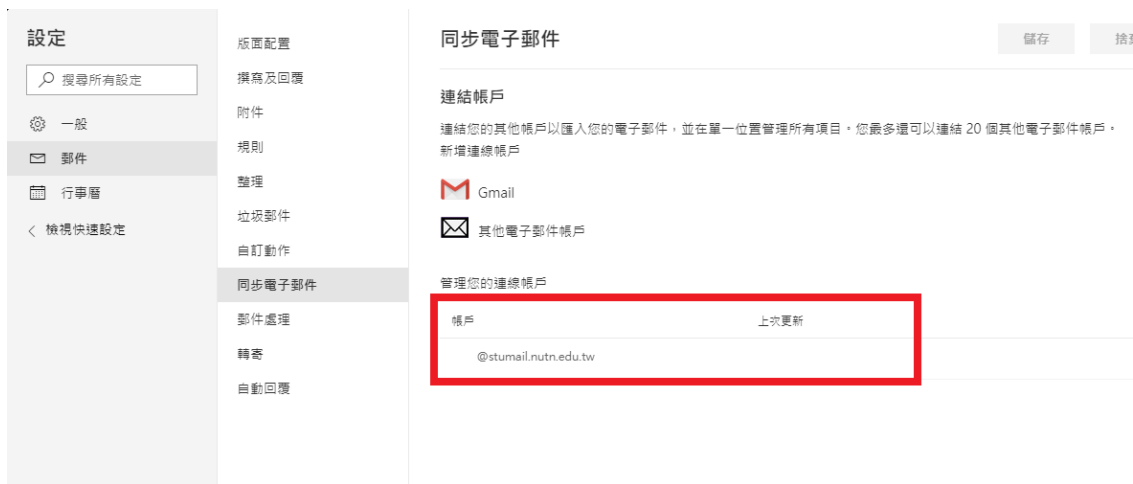 設定
搜尋所有設定
一般
郵件
行事曆
檢視快速設定
版面配置
撰寫及回覆
附件
規則
整理
垃圾郵件
自訂動作
同步電子郵件
郵件處理
轉寄
自動回覆
同步電子郵件
儲存
連結帳戶
連結您的其他帳戶以匯入您的電子郵件，並在單一位置管理所有項目。您最多還可以連結 20 個其他電子郵件帳戶。
新增連線帳戶
Gmail
其他電子郵件帳戶
管理您的連線帳戶
帳戶 上次更新
@stumail.nutn.edu.tw